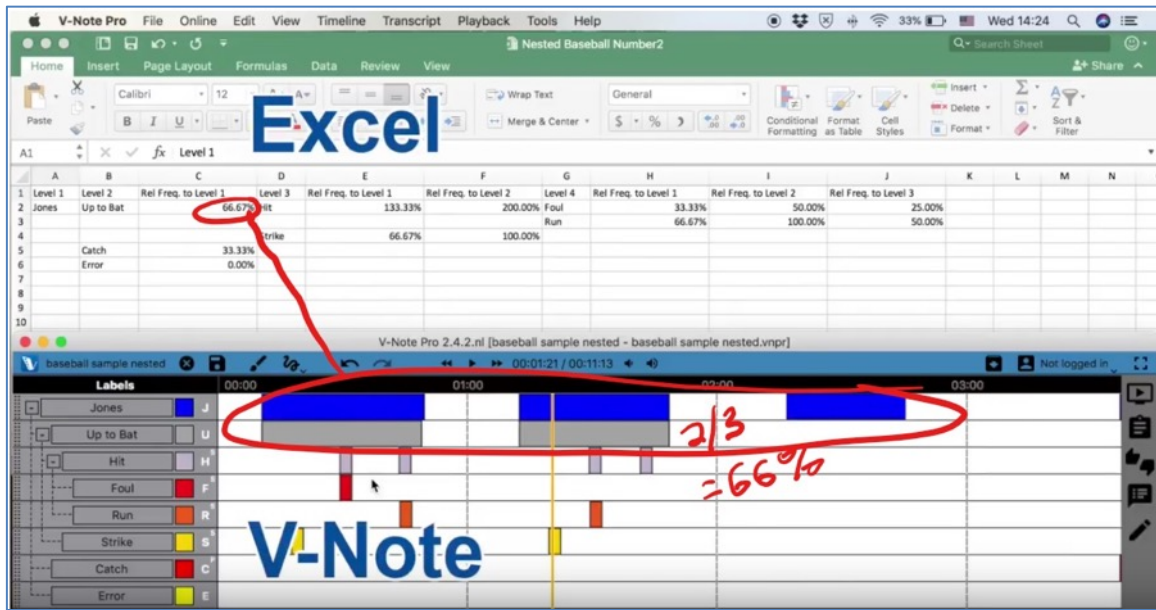 V-Note Pro File Online Edit View Timeline Transcript Playback Tools Help 33% Wed 14:24
Nested Baseball Number2 Search Sheet
Home Insert Page Layout Formulas Data Review View Share
Calibri 12 A A Wrap Text General Insert Σ
Paste B I U Merge & Center $ % Conditional Formatting Format as Table Cell Styles Delete Format Sort & Filter
Excel
A1 fx Level 1
A B C D E F G H I J K L M N
1 Level 1 Level 2 Rel Freq. to Level 1 Level 3 Rel Freq. to Level 1 Rel Freq. to Level 2 Level 4 Rel Freq. to Level 1 Rel Freq. to Level 2 Rel Freq. to Level 3
2 Jones Up to Bat 66.67% Hit 133.33% 200.00% Foul 33.33% 50.00% 25.00%
3 Run 66.67% 100.00% 50.00%
4 Strike 66.67% 100.00%
5 Catch 33.33%
6 Error 0.00%
7
8
9
10
V-Note Pro 2.4.2.nl [baseball sample nested - baseball sample nested.vnpr]
baseball sample nested 00:01:21 / 00:11:13 Not logged in
Labels 00:00 01:00 02:00 03:00
Jones J
Up to Bat U 2/3
Hit H = 66%
Foul F
Run R
Strike S
V-Note
Catch C
Error E